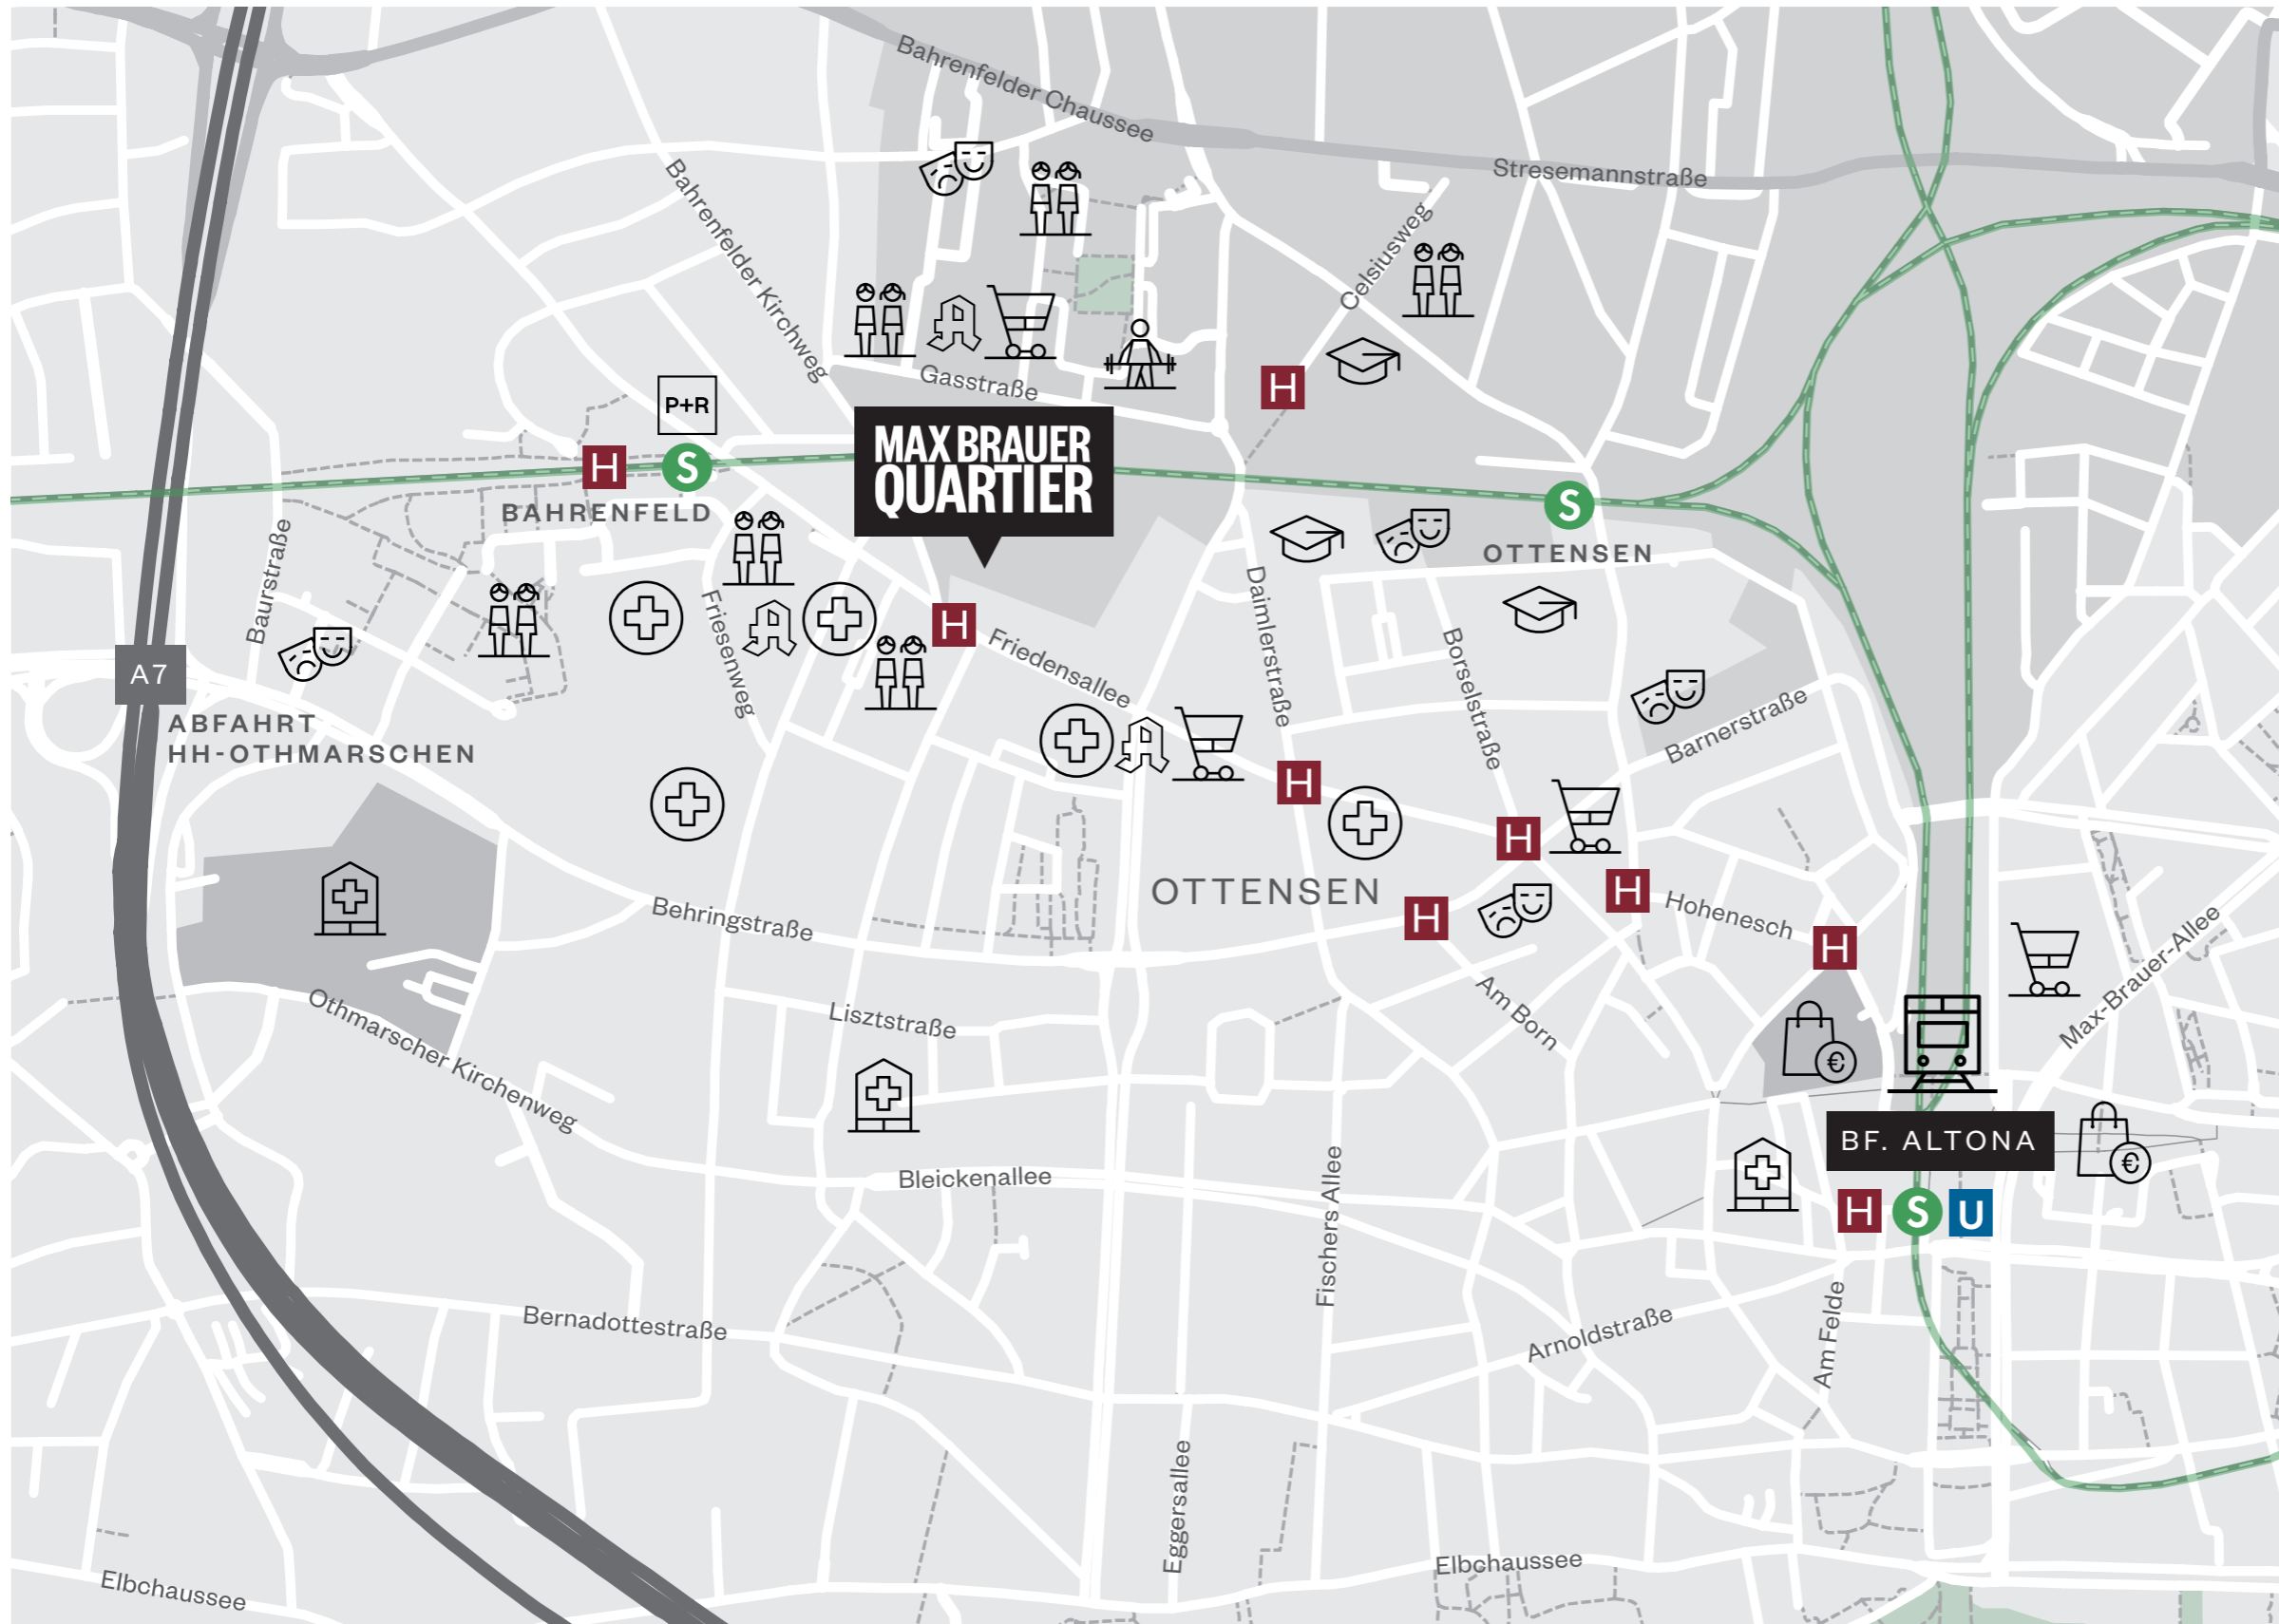 Bahrenfelder Chaussee
Stresemannstraße
Bahrenfelder Kirchweg
Celsiusweg
A
Gasstraße
H
P+R
MAX BRAUER
QUARTIER
H
S
BAHRENFELD
S
OTTENSEN
Baurstraße
Friesenweg
A
H
Friedensallee
Daimlerstraße
Borselstraße
Barnerstraße
A7
ABFAHRT
HH-OTHMARSCHEN
A
H
H
OTTENSEN
H
H
Hohenesch
H
Behringstraße
Max-Brauer-Allee
Othmarscher Kirchenweg
Lisztstraße
Am Born
€
BF. ALTONA
€
Bleickenallee
H
S
U
Fischers Allee
Bernadottestraße
Arnoldstraße
Am Felde
Eggersallee
Elbchaussee
Elbchaussee